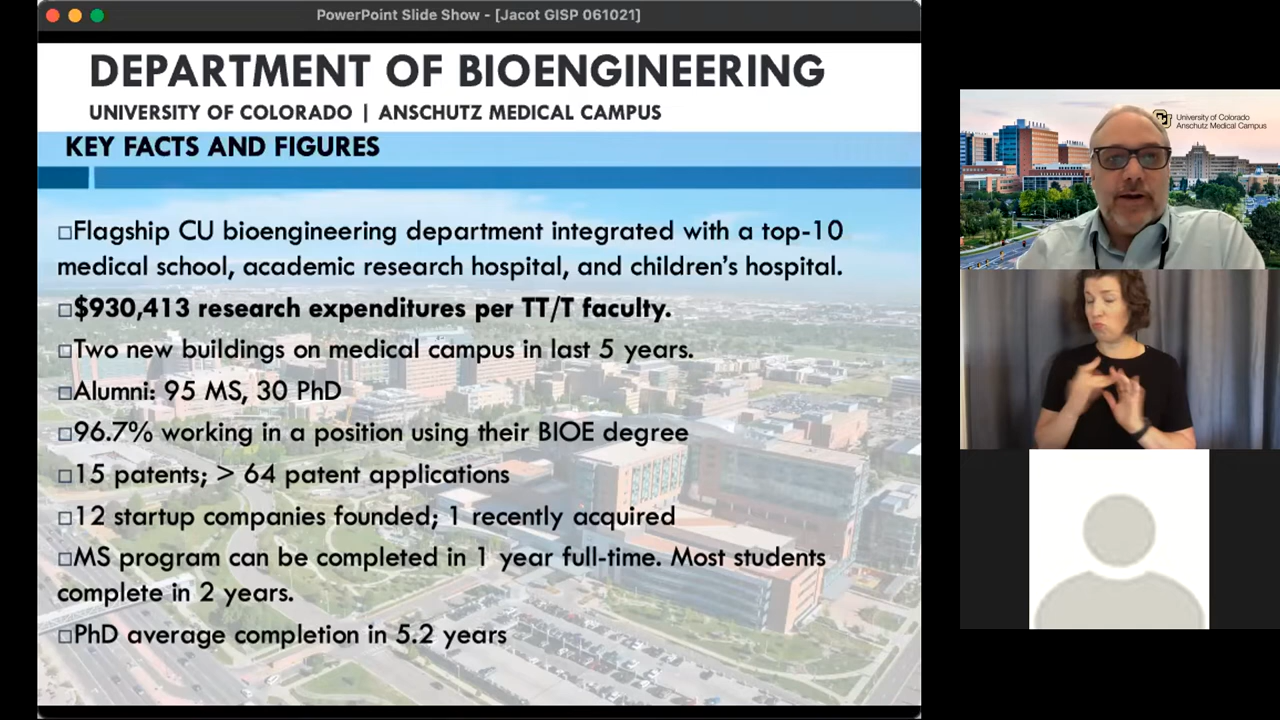 PowerPoint Slide Show - [Jacot GISP 061021]
DEPARTMENT OF BIOENGINEERING
UNIVERSITY OF COLORADO | ANSCHUTZ MEDICAL CAMPUS
KEY FACTS AND FIGURES
□Flagship CU bioengineering department integrated with a top-10
medical school, academic research hospital, and children's hospital.
□$930,413 research expenditures per TT/T faculty.
□Two new buildings on medical campus in last 5 years.
□Alumni: 95 MS, 30 PhD
□96.7% working in a position using their BIOE degree
□15 patents; > 64 patent applications
□12 startup companies founded; 1 recently acquired
□MS program can be completed in 1 year full-time. Most students
complete in 2 years.
□PhD average completion in 5.2 years
University of Colorado
Anschutz Medical Campus